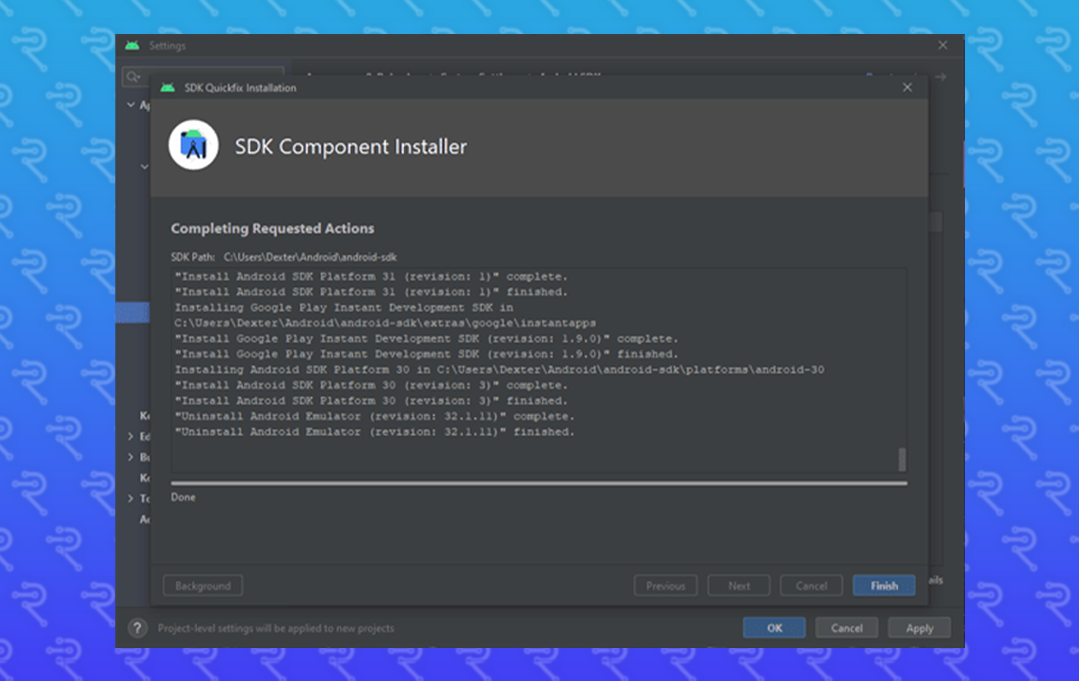 Settings
SDK Quickfix Installation
SDK Component Installer
Completing Requested Actions
SDK Path: C:\Users\Dexter\Android\android-sdk
"Install Android SDK Platform 31 (revision: 1)" complete.
"Install Android SDK Platform 31 (revision: 1)" finished.
Installing Google Play Instant Development SDK in
C:\Users\Dexter\Android\android-sdk\extras\google\instantapps
"Install Google Play Instant Development SDK (revision: 1.9.0)" complete.
"Install Google Play Instant Development SDK (revision: 1.9.0)" finished.
Installing Android SDK Platform 30 in C:\Users\Dexter\Android\android-sdk\platforms\android-30
"Install Android SDK Platform 30 (revision: 3)" complete.
"Install Android SDK Platform 30 (revision: 3)" finished.
"Uninstall Android Emulator (revision: 32.1.11)" complete.
"Uninstall Android Emulator (revision: 32.1.11)" finished.
Done
Background Previous Next Cancel Finish
? Project-level settings will be applied to new projects OK Cancel Apply